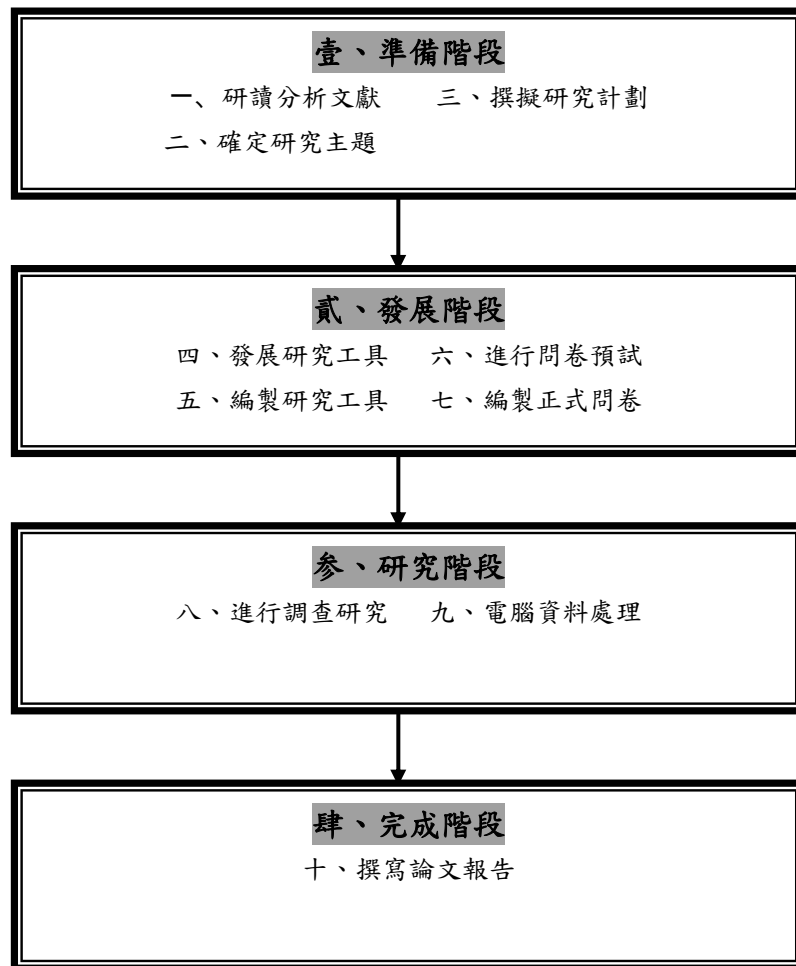 壹、準備階段
一、研讀分析文獻　　三、撰擬研究計劃
二、確定研究主題
貳、發展階段
四、發展研究工具　　六、進行問卷預試
五、編製研究工具　　七、編製正式問卷
參、研究階段
八、進行調查研究　　九、電腦資料處理
肆、完成階段
十、撰寫論文報告